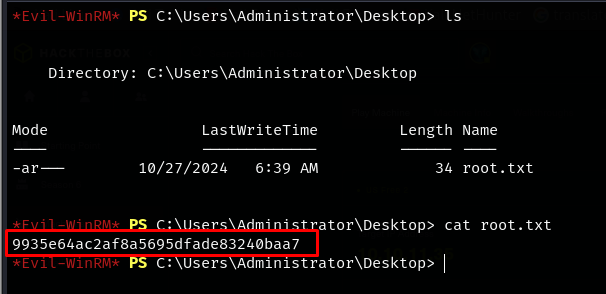 *Evil-WinRM* PS C:\Users\Administrator\Desktop> ls
Directory: C:\Users\Administrator\Desktop
Mode                LastWriteTime         Length Name
----                -------------         ------ ----
-ar---       10/27/2024   6:39 AM             34 root.txt
*Evil-WinRM* PS C:\Users\Administrator\Desktop> cat root.txt
9935e64ac2af8a5695dfade83240baa7
*Evil-WinRM* PS C:\Users\Administrator\Desktop>